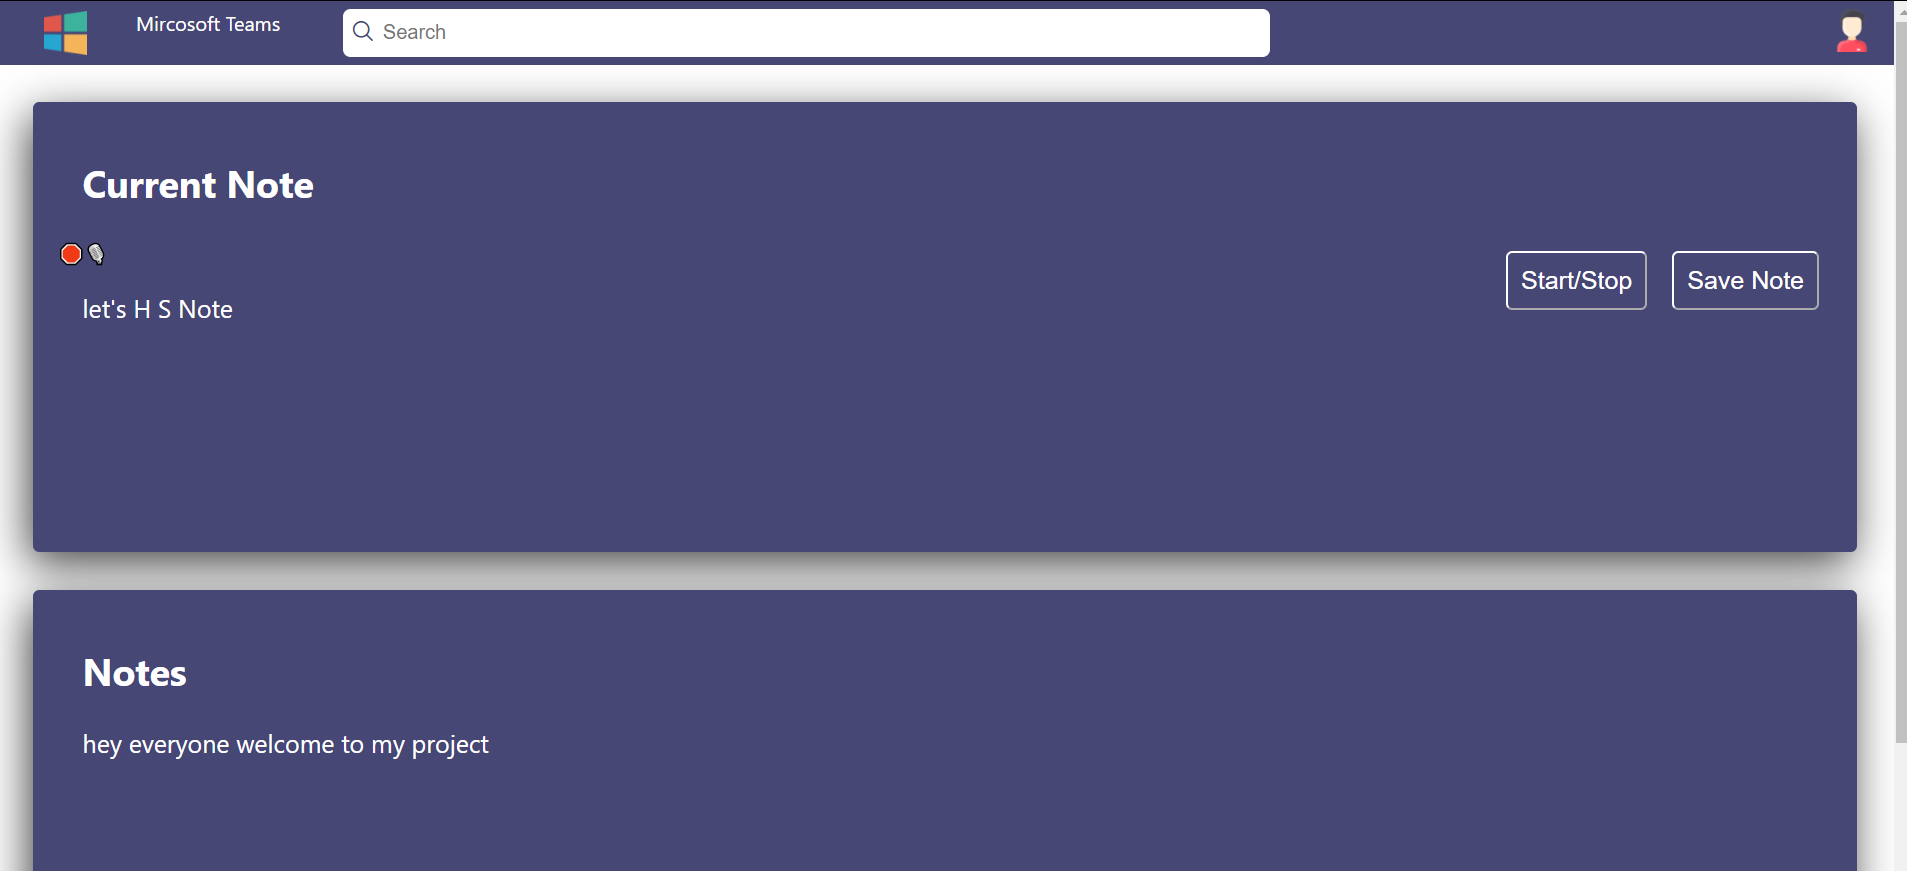 Mircosoft Teams
Search
Current Note
let's H S Note
Start/Stop
Save Note
Notes
hey everyone welcome to my project